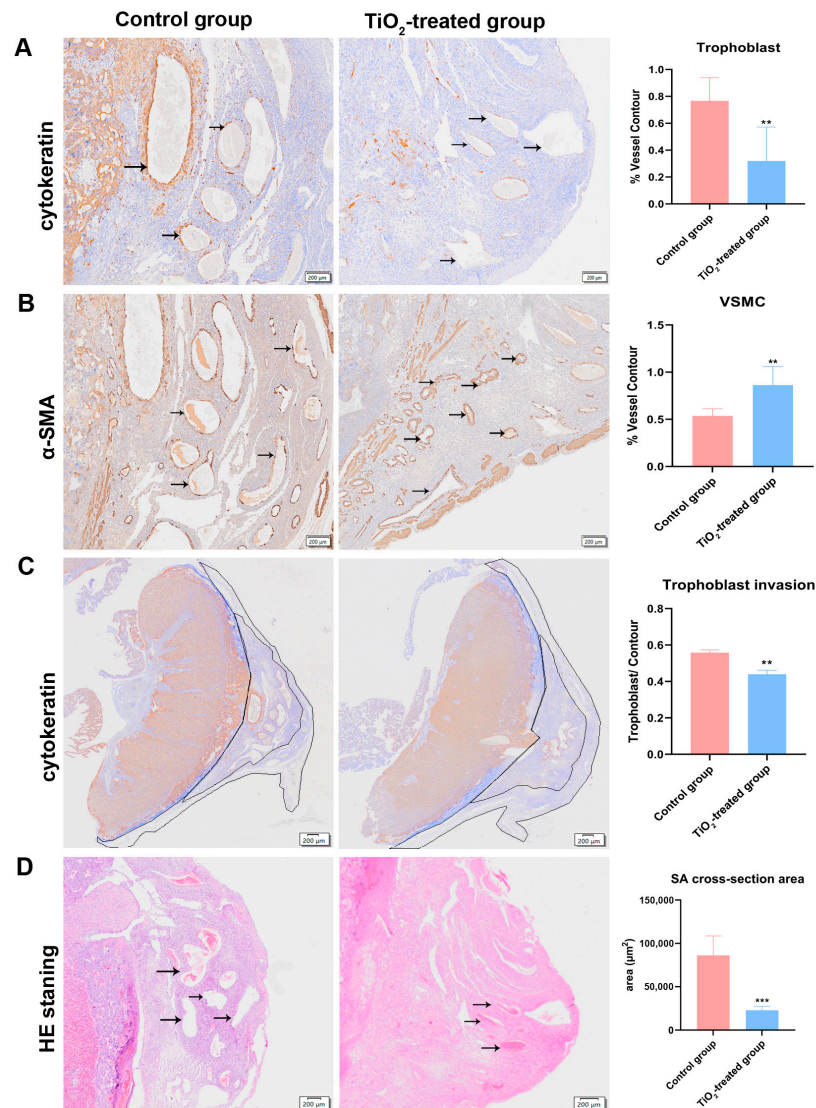 Control group
TiO₂-treated group
A
cytokeratin
200 μm
200 μm
Trophoblast
% Vessel Contour
1.0
0.8
0.6
0.4
0.2
0.0
**
Control group
TiO₂-treated group
B
α-SMA
200 μm
200 μm
VSMC
% Vessel Contour
1.5
1.0
0.5
0.0
**
Control group
TiO₂-treated group
C
cytokeratin
200 μm
200 μm
Trophoblast invasion
Trophoblast/ Contour
0.8
0.6
0.4
0.2
0.0
**
Control group
TiO₂-treated group
D
HE staning
200 μm
200 μm
SA cross-section area
area (μm²)
150,000
100,000
50,000
0
***
Control group
TiO₂-treated group